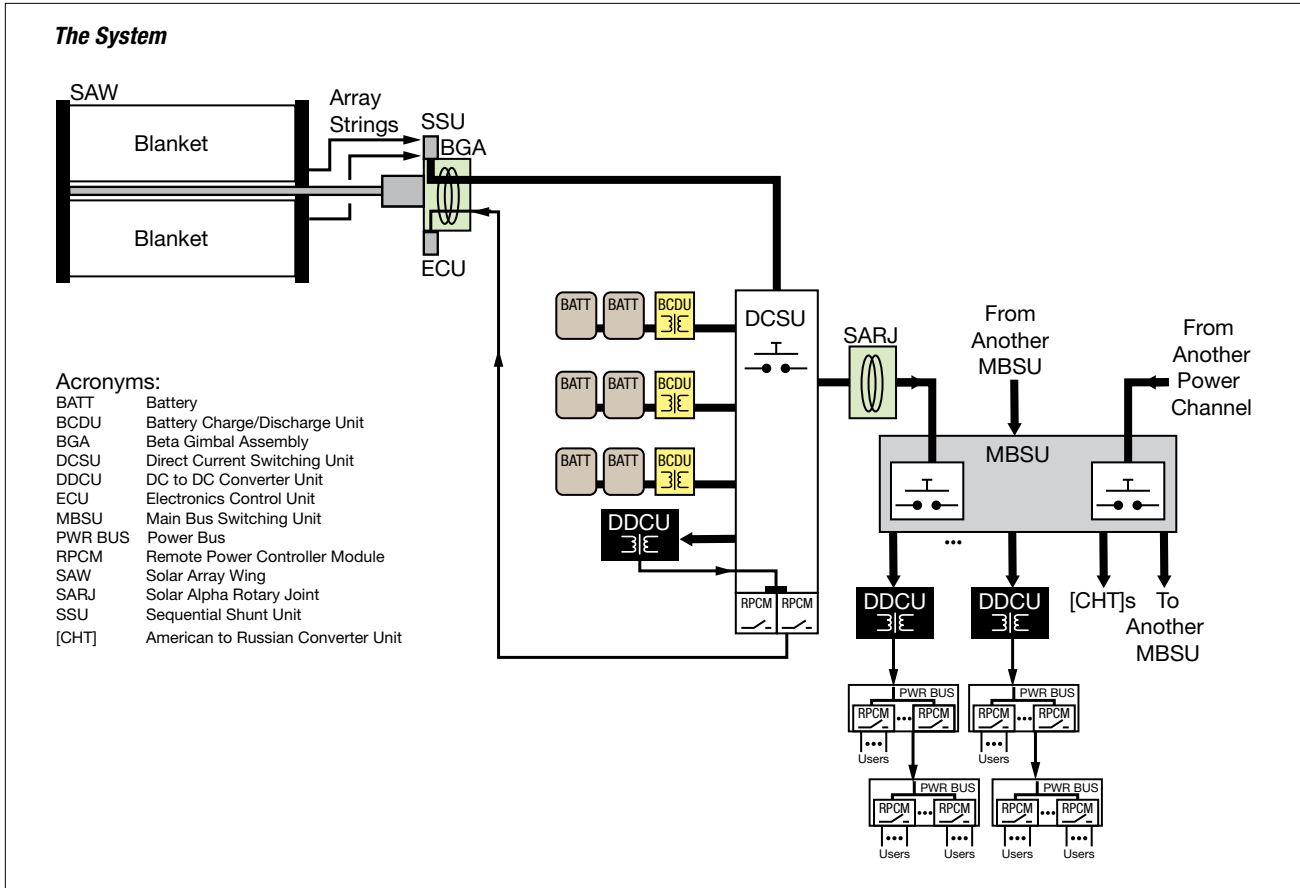 The System
SAW
Blanket
Blanket
Array
Strings
SSU
BGA
ECU
BATT BATT BCDU
BATT BATT BCDU
BATT BATT BCDU
DDCU
DCSU
RPCM RPCM
SARJ
From
Another
MBSU
From
Another
Power
Channel
MBSU
...
DDCU
DDCU
[CHT]s
To
Another
MBSU
PWR BUS
RPCM ... RPCM
...
Users
PWR BUS
RPCM ... RPCM
...
Users
PWR BUS
RPCM ... RPCM
... ...
Users Users
PWR BUS
RPCM ... RPCM
... ...
Users Users
Acronyms:
BATT Battery
BCDU Battery Charge/Discharge Unit
BGA Beta Gimbal Assembly
DCSU Direct Current Switching Unit
DDCU DC to DC Converter Unit
ECU Electronics Control Unit
MBSU Main Bus Switching Unit
PWR BUS Power Bus
RPCM Remote Power Controller Module
SAW Solar Array Wing
SARJ Solar Alpha Rotary Joint
SSU Sequential Shunt Unit
[CHT] American to Russian Converter Unit